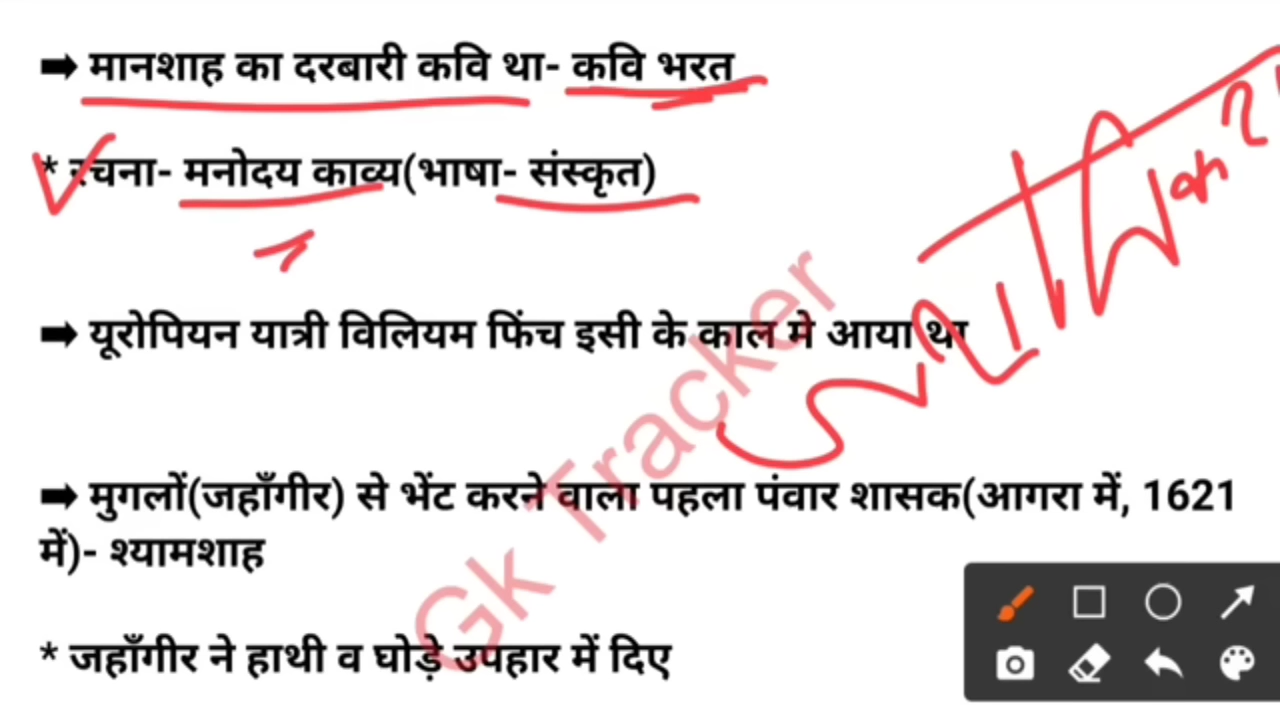 ➡ मानशाह का दरबारी कवि था- कवि भरत
* रचना- मनोदय काव्य(भाषा- संस्कृत)
➡ यूरोपियन यात्री विलियम फिंच इसी के काल मे आया था
➡ मुगलों(जहाँगीर) से भेंट करने वाला पहला पंवार शासक(आगरा में, 1621
में)- श्यामशाह
* जहाँगीर ने हाथी व घोड़े उपहार में दिए
Gk Tracker